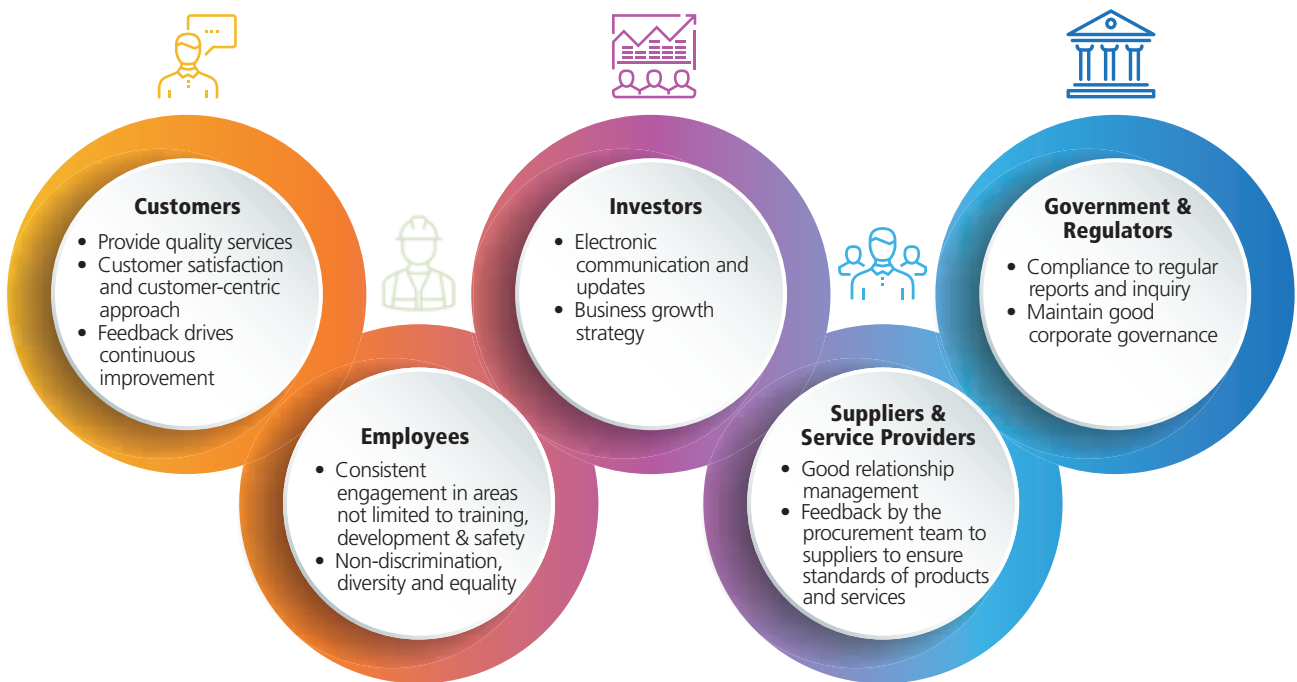 Customers
• Provide quality services
• Customer satisfaction
and customer-centric
approach
• Feedback drives
continuous
improvement
Employees
• Consistent
engagement in areas
not limited to training,
development & safety
• Non-discrimination,
diversity and equality
Investors
• Electronic
communication and
updates
• Business growth
strategy
Suppliers &
Service Providers
• Good relationship
management
• Feedback by the
procurement team to
suppliers to ensure
standards of products
and services
Government &
Regulators
• Compliance to regular
reports and inquiry
• Maintain good
corporate governance